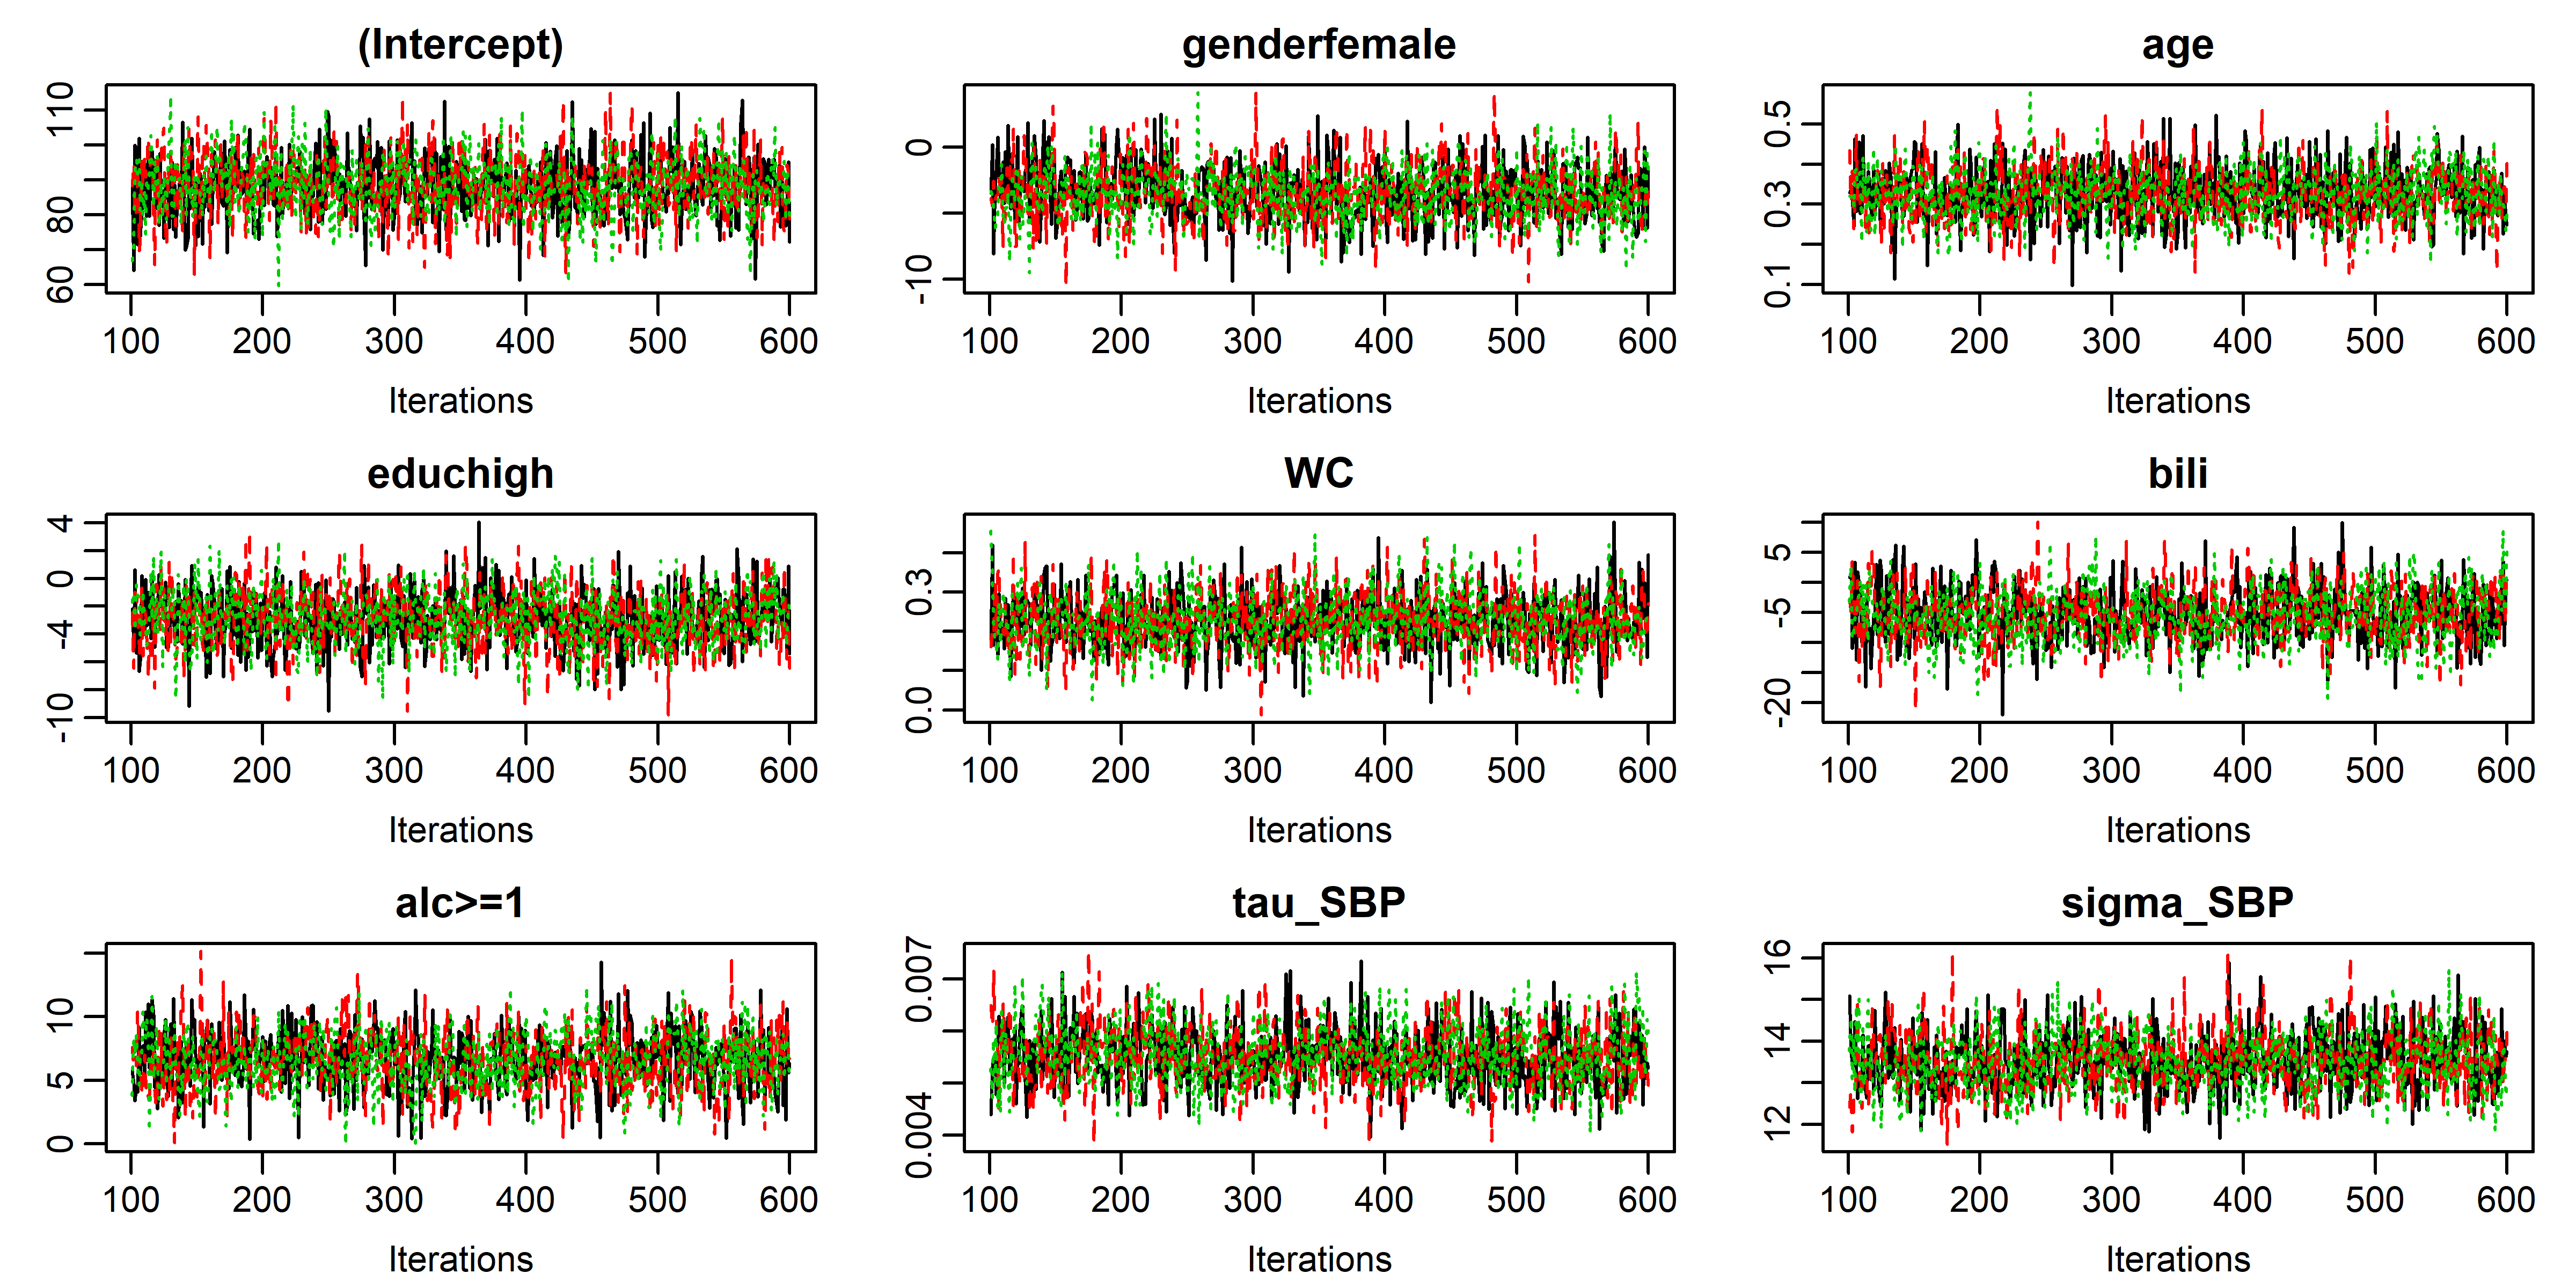 (Intercept) genderfemale age
110 0 0.5
80 -10 0.3
60 0.1
100 200 300 400 500 600 100 200 300 400 500 600 100 200 300 400 500 600
Iterations Iterations Iterations
educhigh WC bili
4 0.3 5
0 0.0 -5
-4 -20
-10
100 200 300 400 500 600 100 200 300 400 500 600 100 200 300 400 500 600
Iterations Iterations Iterations
alc>=1 tau_SBP sigma_SBP
10 0.007 16
5 0.004 14
0 12
100 200 300 400 500 600 100 200 300 400 500 600 100 200 300 400 500 600
Iterations Iterations Iterations